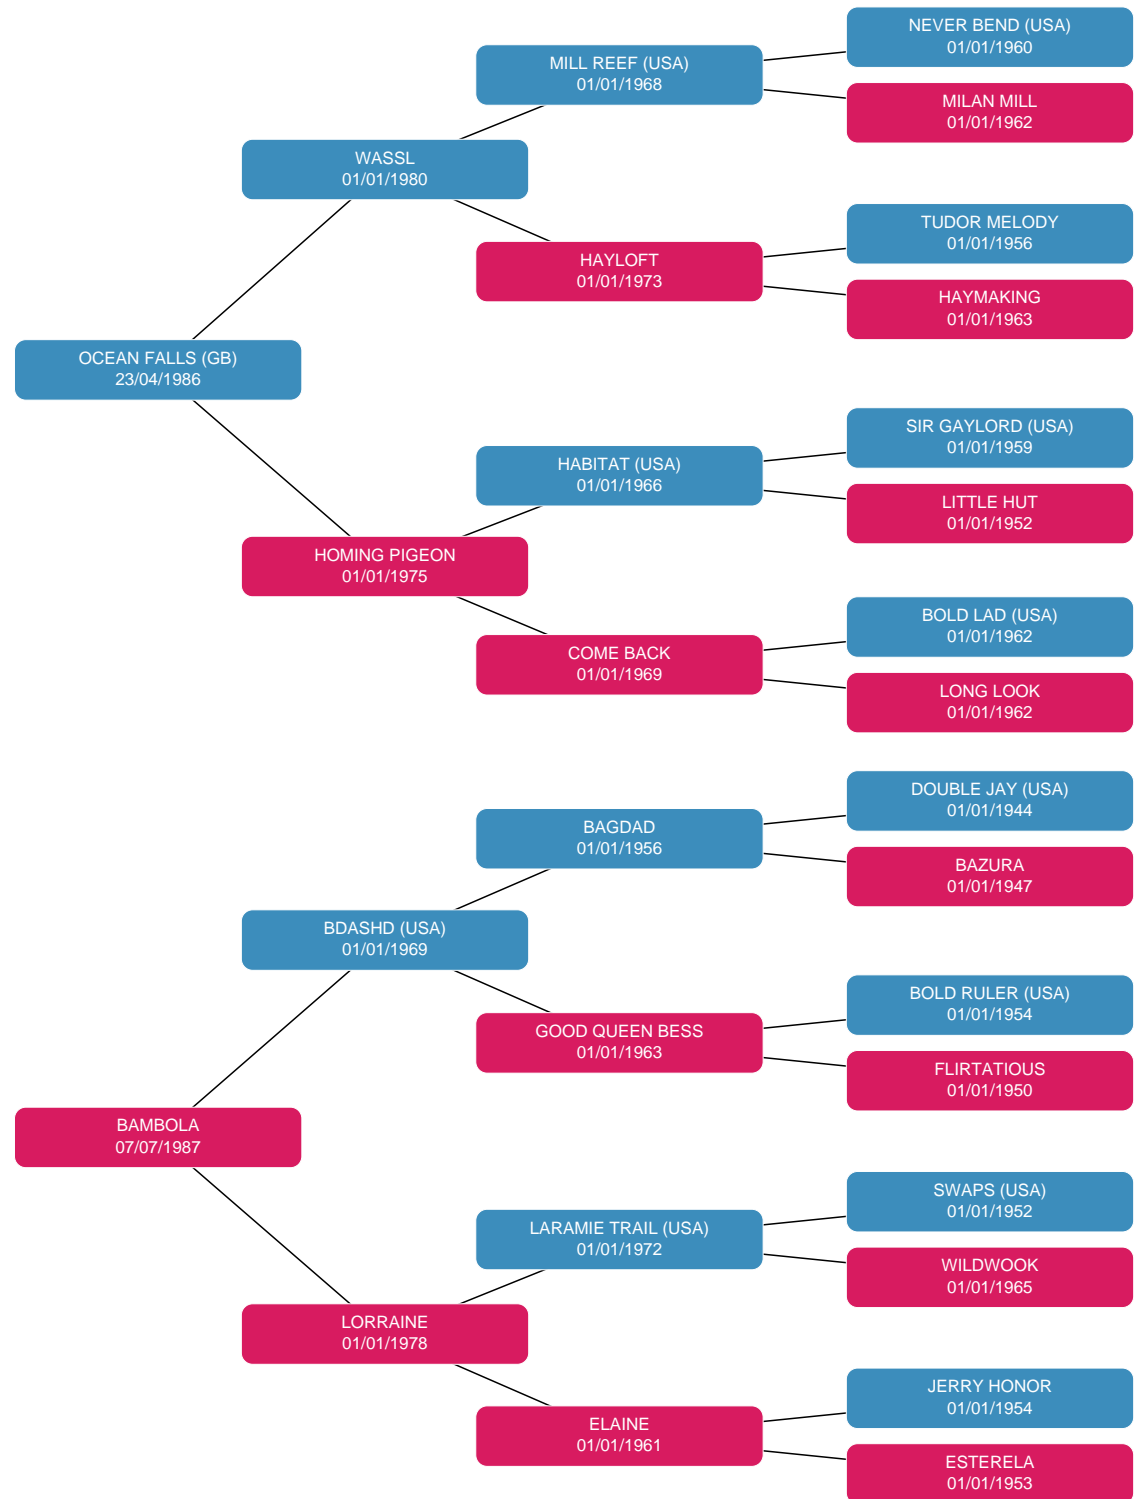 NEVER BEND (USA)
01/01/1960
MILL REEF (USA)
01/01/1968
MILAN MILL
01/01/1962
WASSL
01/01/1980
TUDOR MELODY
01/01/1956
HAYLOFT
01/01/1973
HAYMAKING
01/01/1963
OCEAN FALLS (GB)
23/04/1986
SIR GAYLORD (USA)
01/01/1959
HABITAT (USA)
01/01/1966
LITTLE HUT
01/01/1952
HOMING PIGEON
01/01/1975
BOLD LAD (USA)
01/01/1962
COME BACK
01/01/1969
LONG LOOK
01/01/1962
DOUBLE JAY (USA)
01/01/1944
BAGDAD
01/01/1956
BAZURA
01/01/1947
BDASHD (USA)
01/01/1969
BOLD RULER (USA)
01/01/1954
GOOD QUEEN BESS
01/01/1963
FLIRTATIOUS
01/01/1950
BAMBOLA
07/07/1987
SWAPS (USA)
01/01/1952
LARAMIE TRAIL (USA)
01/01/1972
WILDWOOK
01/01/1965
LORRAINE
01/01/1978
JERRY HONOR
01/01/1954
ELAINE
01/01/1961
ESTERELA
01/01/1953